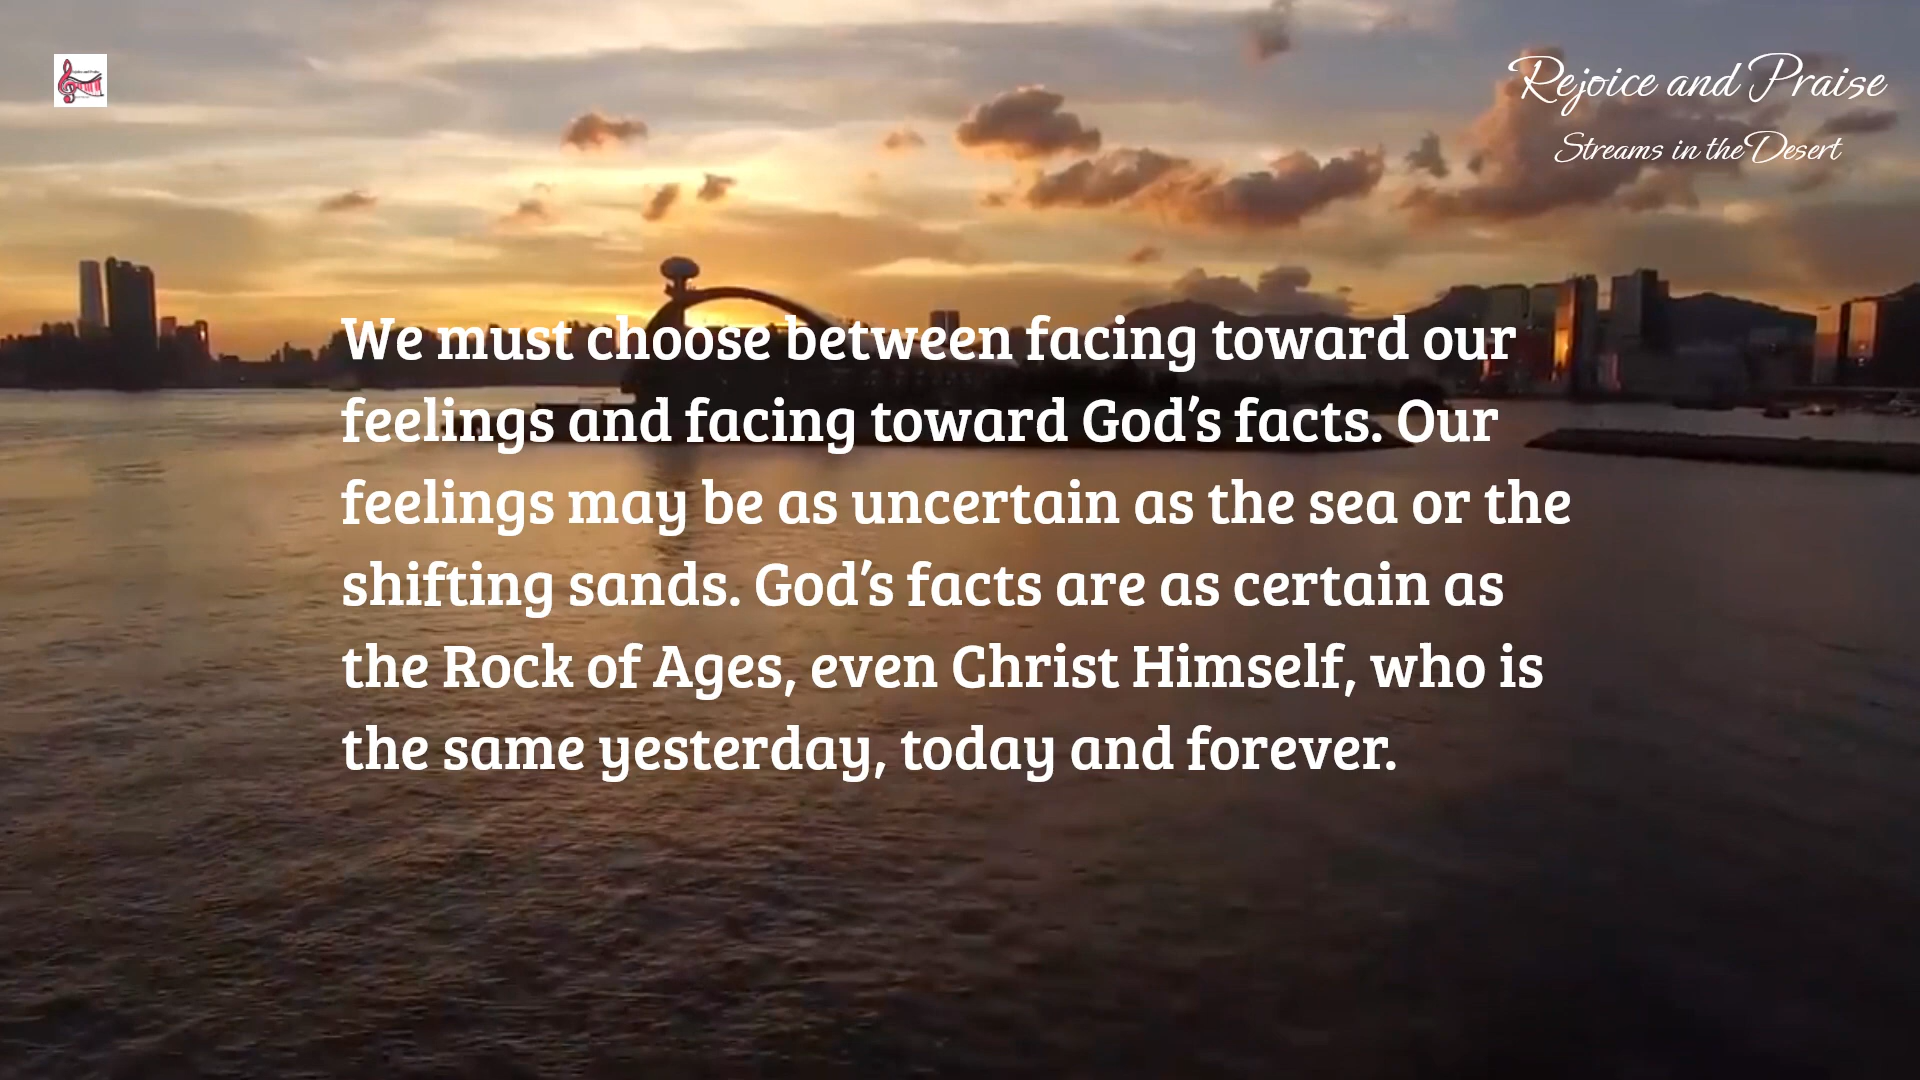 Rejoice and Praise
Streams in the Desert
We must choose between facing toward our
feelings and facing toward God’s facts. Our
feelings may be as uncertain as the sea or the
shifting sands. God’s facts are as certain as
the Rock of Ages, even Christ Himself, who is
the same yesterday, today and forever.